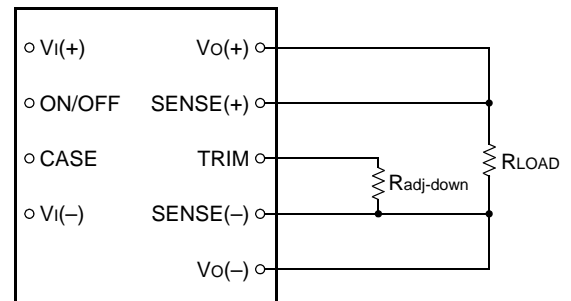 VI(+) VO(+)
ON/OFF SENSE(+)
CASE TRIM
RLOAD
Radj-down
VI(–) SENSE(–)
VO(–)